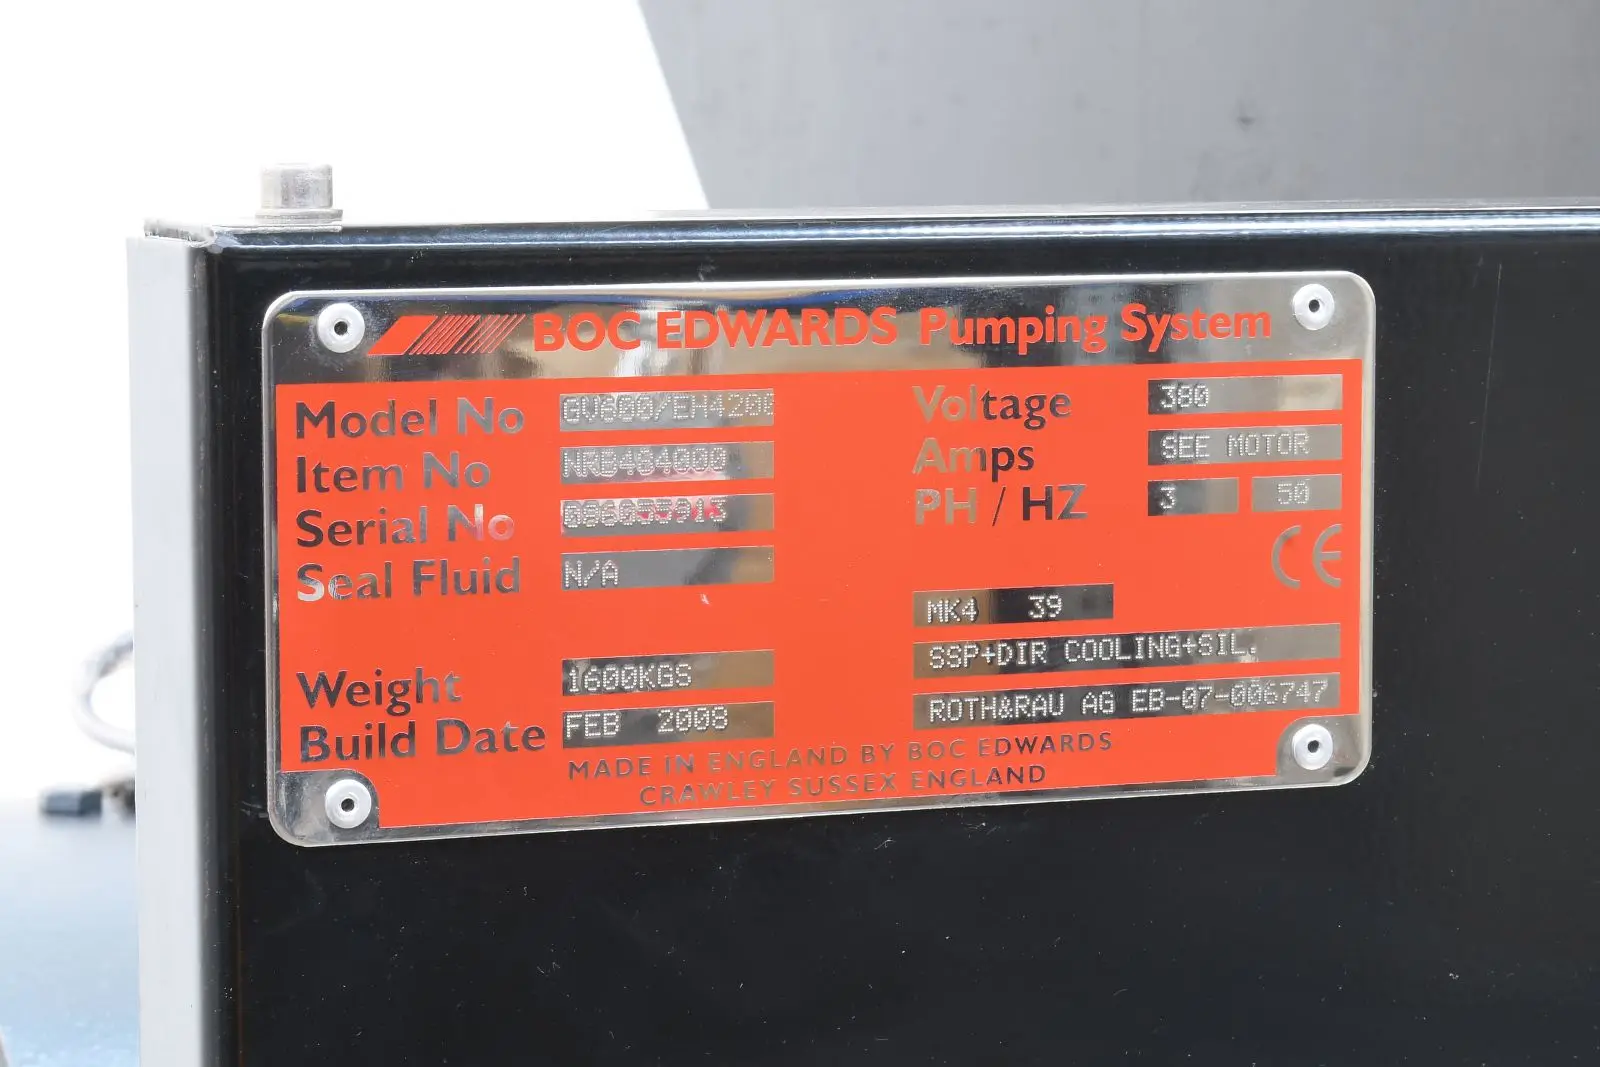 BOC EDWARDS Pumping System
Model No GV600/EH4200
Item No NRB484000
Serial No 086055913
Seal Fluid N/A
Weight 1600KGS
Build Date FEB 2008
Voltage 380
Amps SEE MOTOR
PH / HZ 3 50
CE
MK4 39
SSP+DIR COOLING+SIL.
ROTH&RAU AG EB-07-006747
MADE IN ENGLAND BY BOC EDWARDS
CRAWLEY SUSSEX ENGLAND